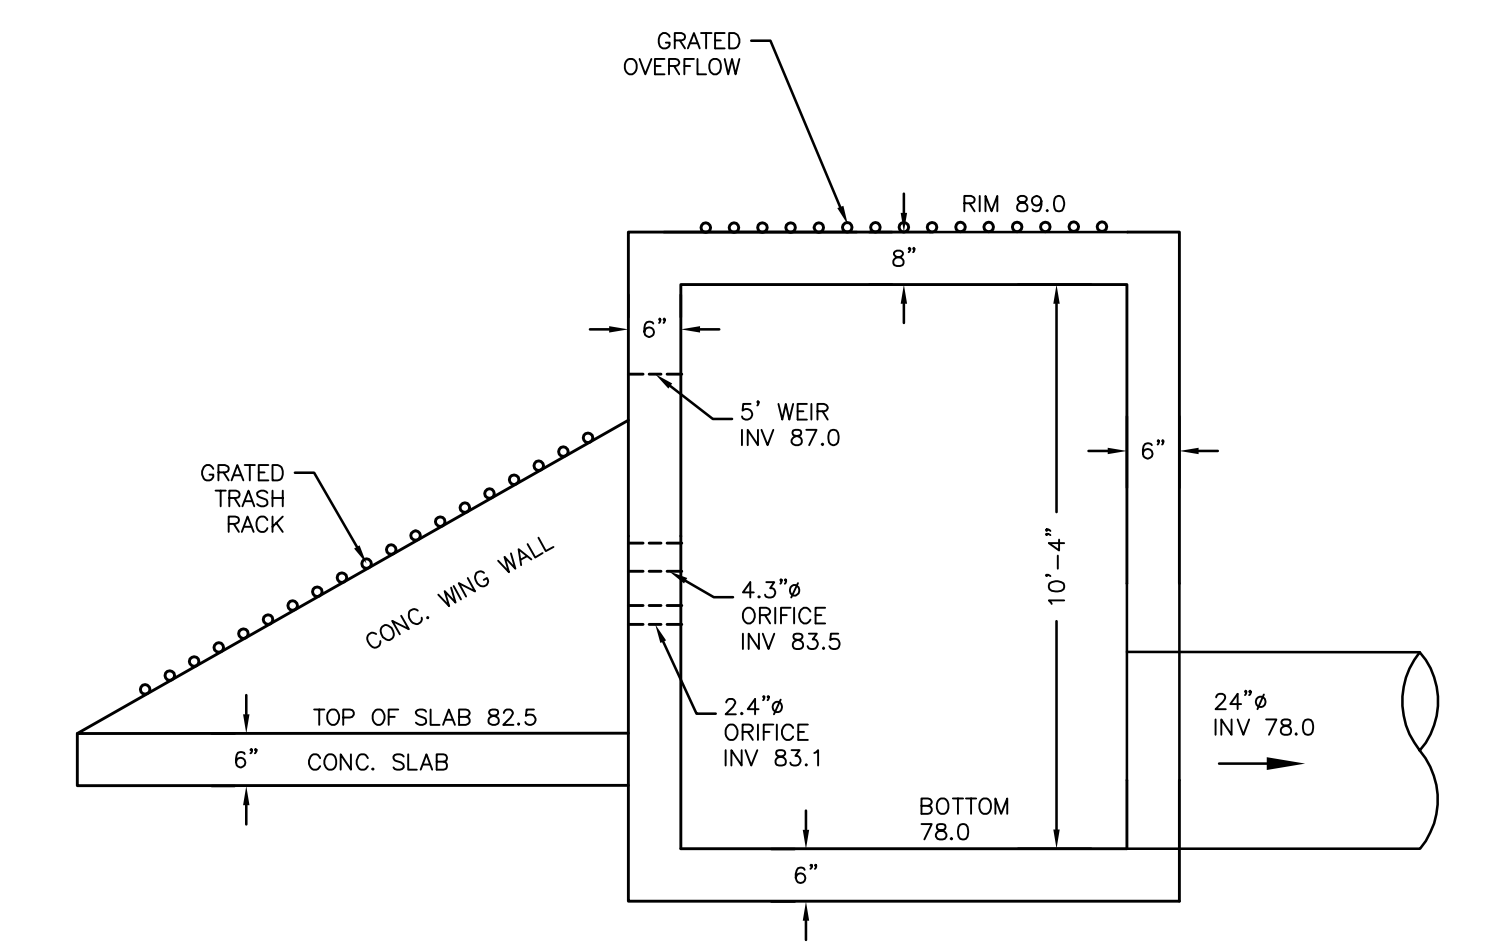 GRATED
OVERFLOW
RIM 89.0
8”
6”
5’ WEIR
INV 87.0
6”
GRATED
TRASH
RACK
CONC. WING WALL
10’-4”
4.3”ø
ORIFICE
INV 83.5
2.4”ø
ORIFICE
INV 83.1
24”ø
INV 78.0
TOP OF SLAB 82.5
6”
CONC. SLAB
BOTTOM
78.0
6”